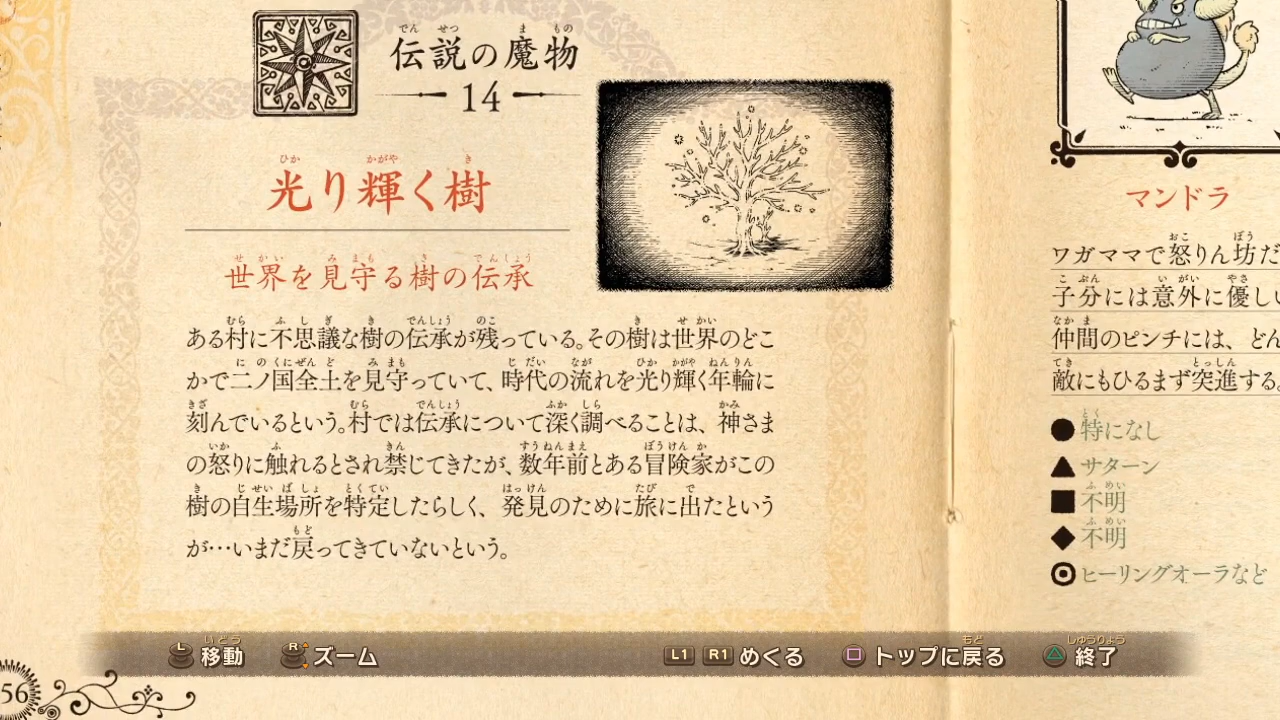 伝説の魔物
14
光り輝く樹
世界を見守る樹の伝承
ある村に不思議な樹の伝承が残っている。その樹は世界のどこ
かで二ノ国全土を見守っていて、時代の流れを光り輝く年輪に
刻んでいるという。村では伝承について深く調べることは、神さま
の怒りに触れるとされ禁じてきたが、数年前とある冒険家がこの
樹の自生場所を特定したらしく、発見のために旅に出たという
が…いまだ戻ってきていないという。
マンドラ
ワガママで怒りん坊だ
子分には意外に優しい
仲間のピンチには、どん
敵にもひるまず突進する。
特になし
サターン
不明
不明
ヒーリングオーラなど
56
L 移動 R ズーム L1 R1 めくる トップに戻る 終了